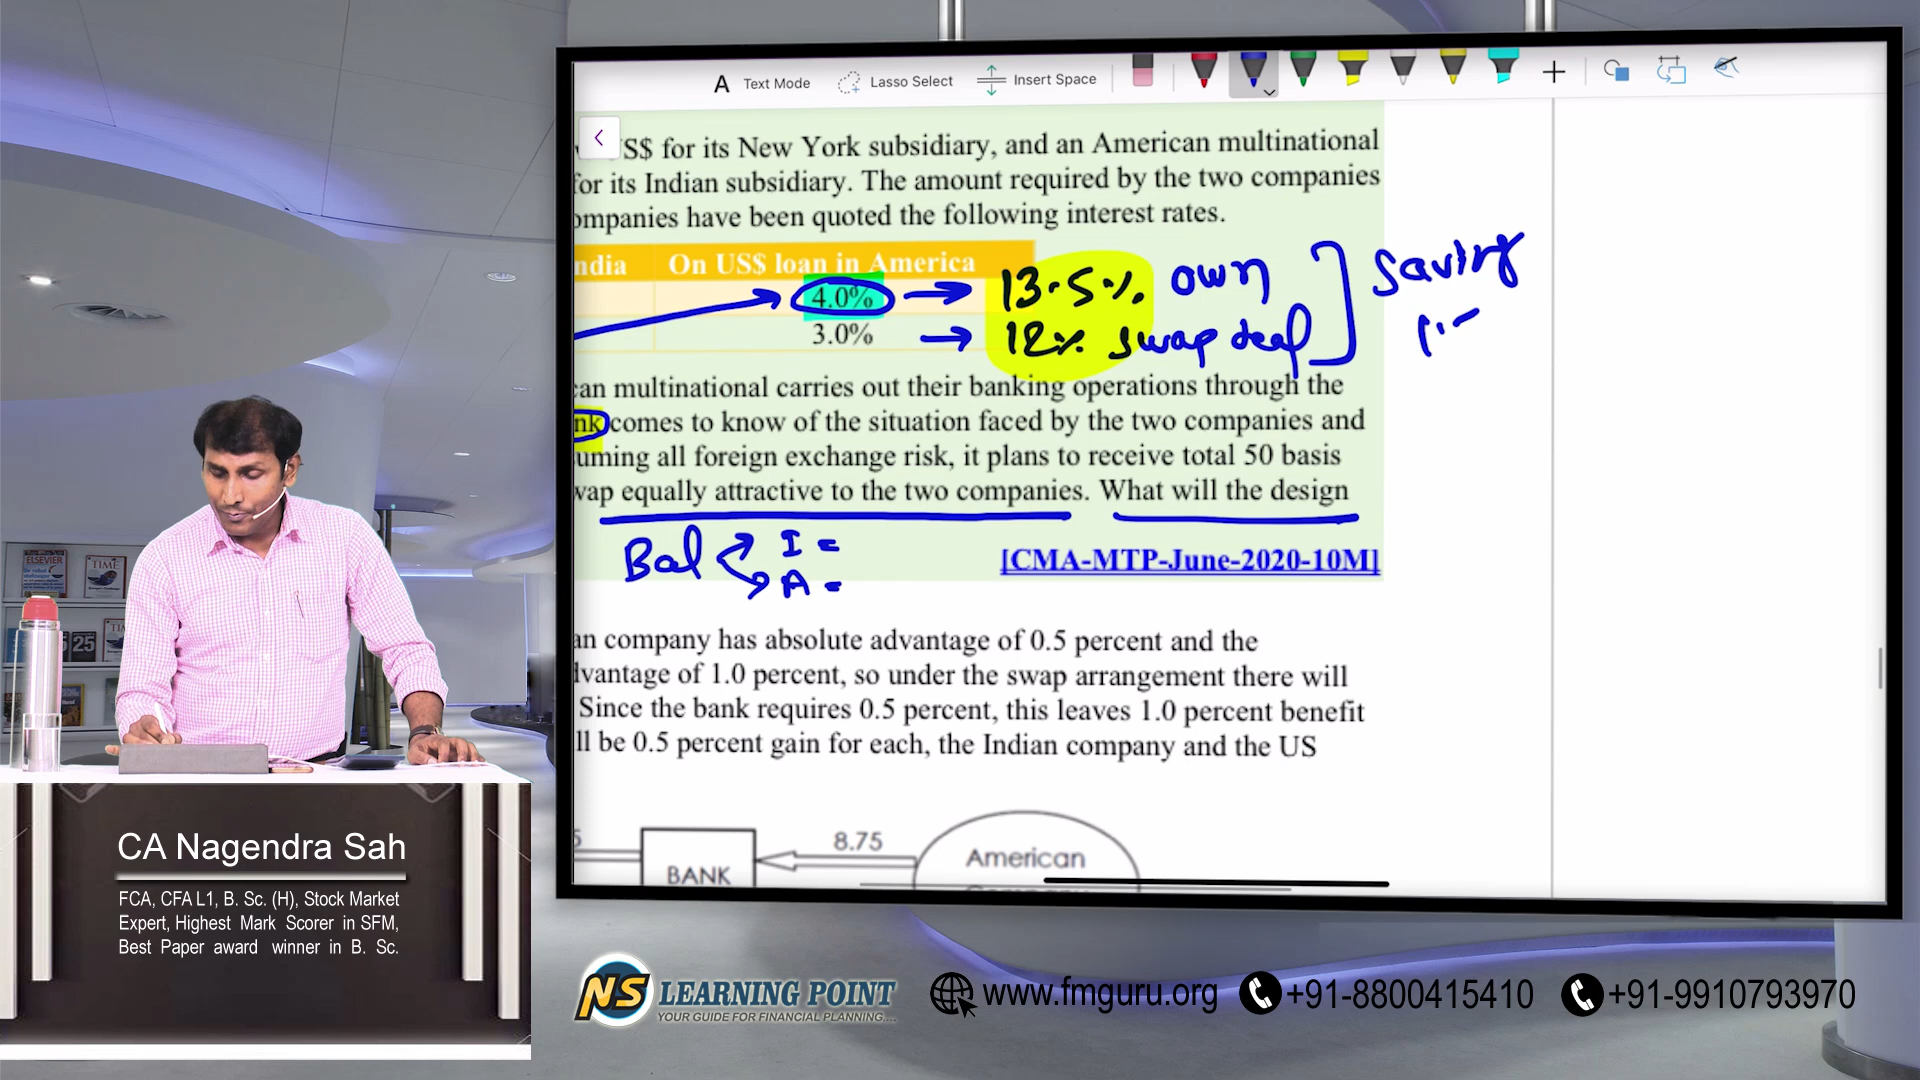 A Text Mode Lasso Select Insert Space
S$ for its New York subsidiary, and an American multinational
for its Indian subsidiary. The amount required by the two companies
ompanies have been quoted the following interest rates.
ndia On US$ loan in America
4.0% → 13.5% own
3.0% → 12% swap deal
saving
1.
can multinational carries out their banking operations through the
nk comes to know of the situation faced by the two companies and
uming all foreign exchange risk, it plans to receive total 50 basis
wap equally attractive to the two companies. What will the design
Bal I =
A =
[CMA-MTP-June-2020-10M]
an company has absolute advantage of 0.5 percent and the
dvantage of 1.0 percent, so under the swap arrangement there will
Since the bank requires 0.5 percent, this leaves 1.0 percent benefit
ll be 0.5 percent gain for each, the Indian company and the US
5 BANK 8.75 American
ELSEVIER
TIME
25
CA Nagendra Sah
FCA, CFA L1, B. Sc. (H), Stock Market
Expert, Highest Mark Scorer in SFM,
Best Paper award winner in B. Sc.
NS LEARNING POINT
YOUR GUIDE FOR FINANCIAL PLANNING....
www.fmguru.org +91-8800415410 +91-9910793970